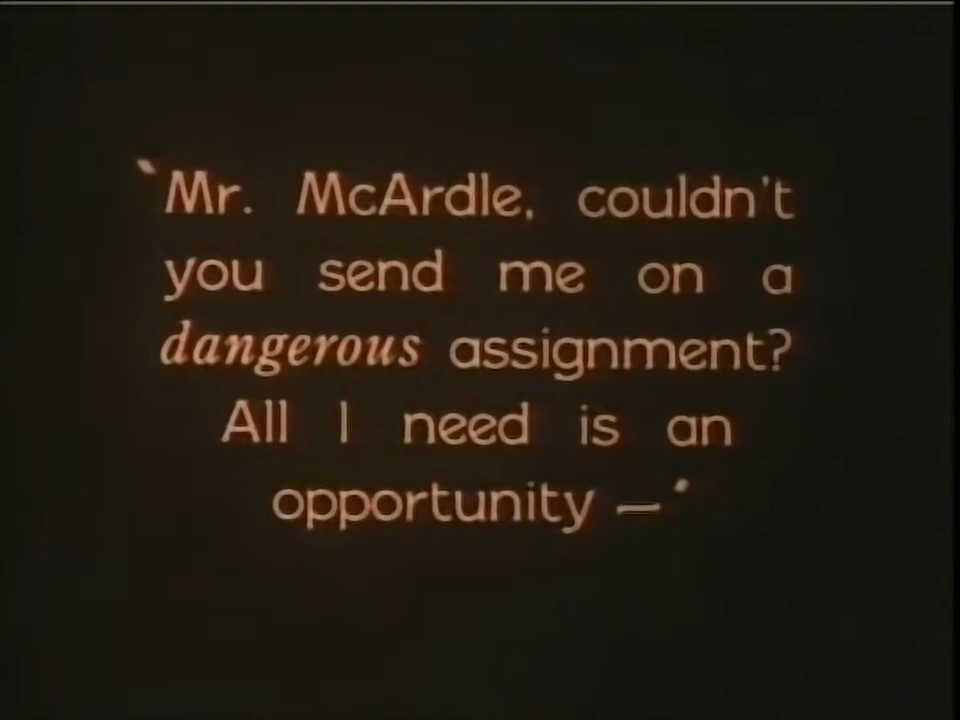 ‵Mr. McArdle, couldn't
you send me on a
dangerous assignment?
All I need is an
opportunity —′